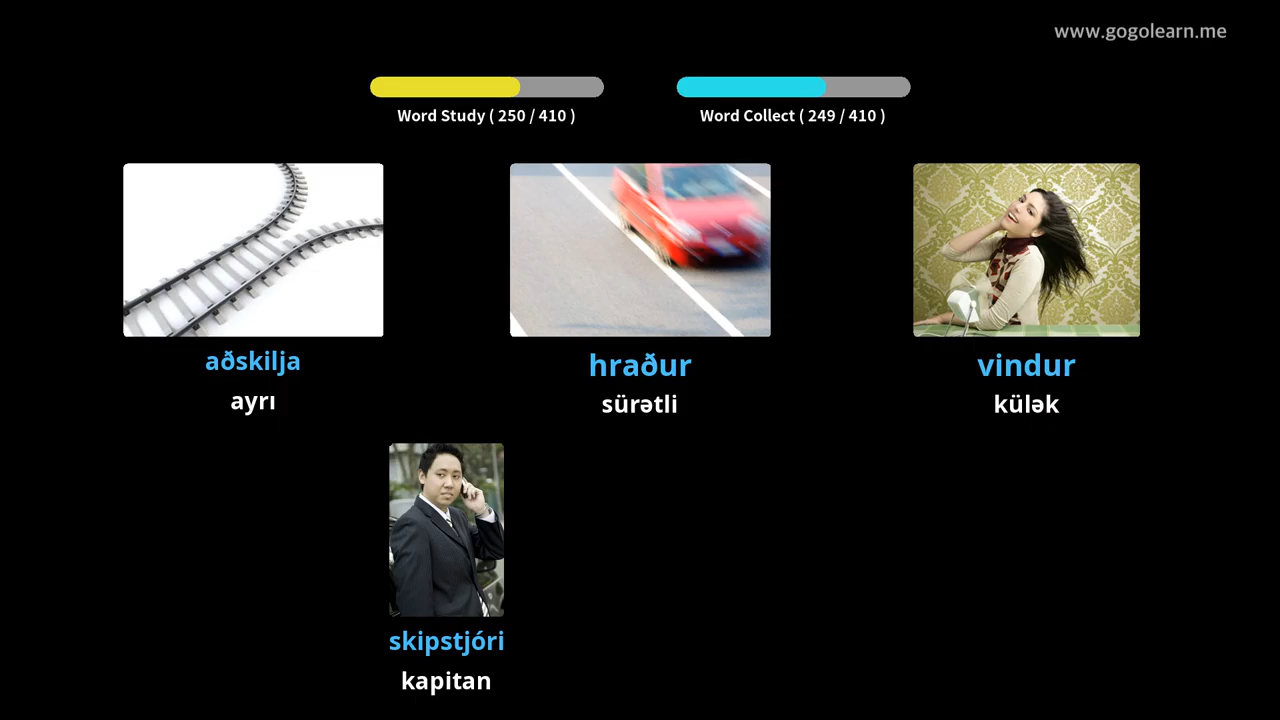 www.gogolearn.me
Word Study ( 250 / 410 )
Word Collect ( 249 / 410 )
aðskilja
ayrı
hraður
sürətli
vindur
külək
skipstjóri
kapitan